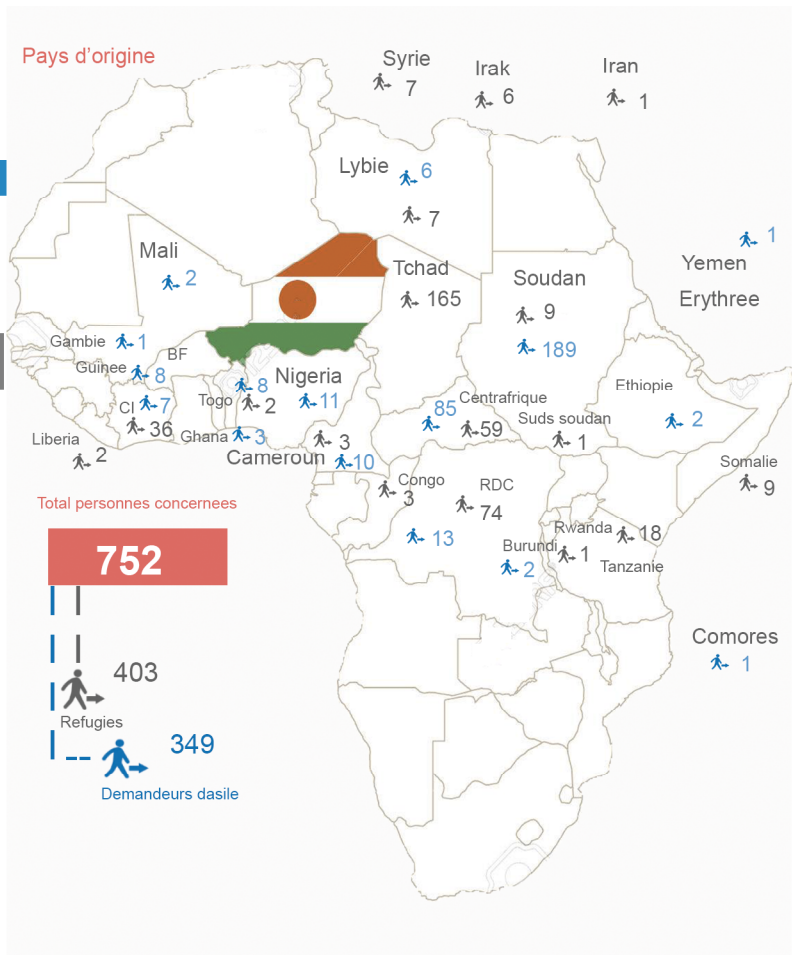 Pays d'origine
Syrie
7
Irak
6
Iran
1
Lybie
6
7
Mali
2
Tchad
165
Soudan
9
189
1
Yemen
Erythree
Gambie
1
Guinee
8
BF
CI
7
36
Togo
8
2
Nigeria
11
Ghana
3
Liberia
2
Cameroun
3
10
85
Centrafrique
59
Suds soudan
1
Ethiopie
2
Somalie
9
Congo
3
RDC
74
13
Burundi
2
Rwanda
1
18
Tanzanie
Comores
1
Total personnes concernees
752
403
Refugies
349
Demandeurs dasile